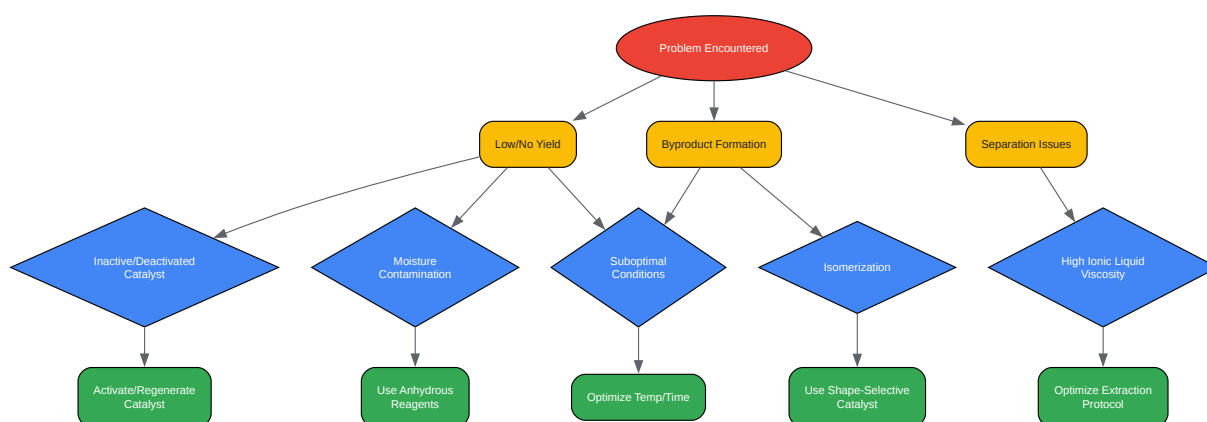 Problem Encountered
Low/No Yield
Byproduct Formation
Separation Issues
Inactive/Deactivated
Catalyst
Moisture
Contamination
Suboptimal
Conditions
Isomerization
High Ionic Liquid
Viscosity
Activate/Regenerate
Catalyst
Use Anhydrous
Reagents
Optimize Temp/Time
Use Shape-Selective
Catalyst
Optimize Extraction
Protocol